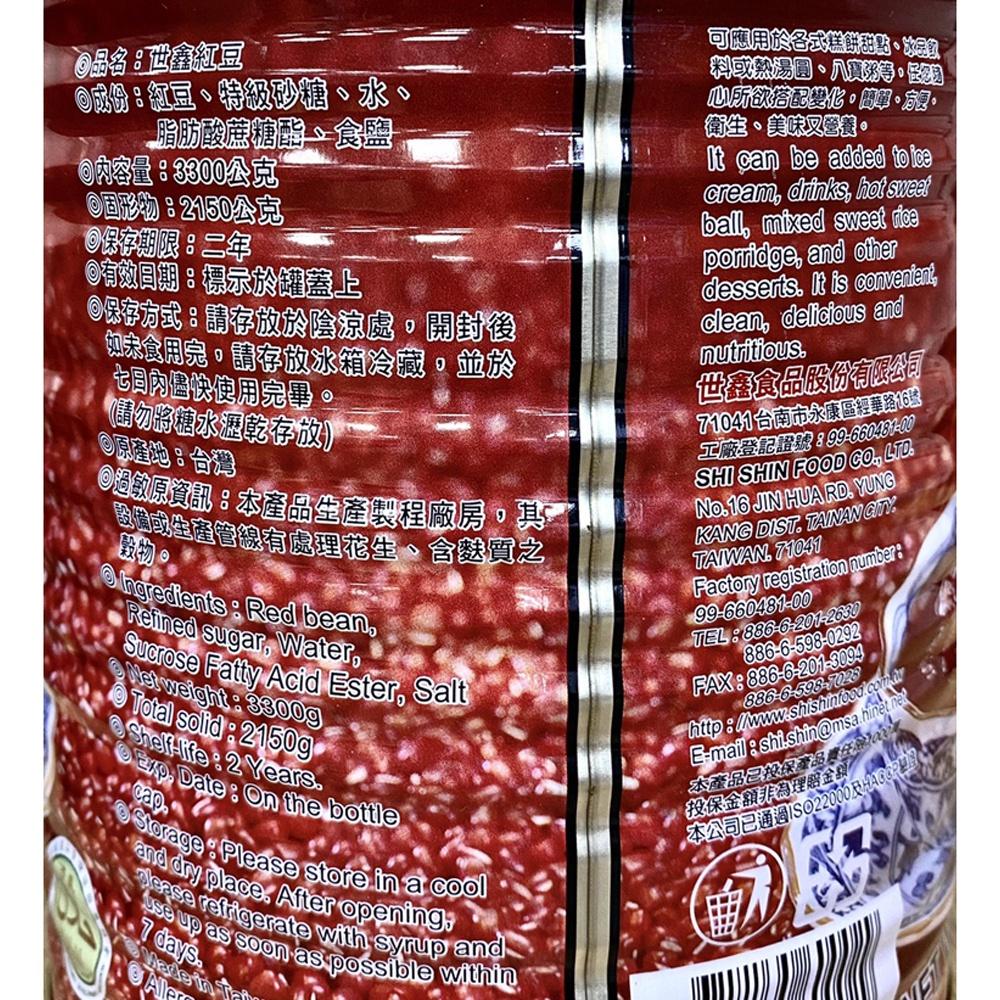 ◎品名：世鑫紅豆
◎成份：紅豆、特級砂糖、水、
脂肪酸蔗糖酯、食鹽
◎內容量：3300公克
◎固形物：2150公克
◎保存期限：二年
◎有效日期：標示於罐蓋上
◎保存方式：請存放於陰涼處，開封後
如未食用完，請存放冰箱冷藏，並於
七日內儘快使用完畢。
(請勿將糖水瀝乾存放)
◎原產地：台灣
◎過敏原資訊：本產品生產製程廠房，其
設備或生產管線有處理花生、含麩質之
穀物。
◎Ingredients：Red bean,
Refined sugar, Water,
Sucrose Fatty Acid Ester, Salt
◎Net weight：3300g
◎Total solid：2150g
◎Shelf-life：2 Years.
◎Exp. Date：On the bottle
cap.
◎Storage：Please store in a cool
and dry place. After opening,
please refrigerate with syrup and
use up as soon as possible within
7 days.
◎Made in
可應用於各式糕餅甜點、冰品飲
料或熱湯圓、八寶粥等，任您隨
心所欲搭配變化，簡單、方便、
衛生、美味又營養。
It can be added to ice
cream, drinks, hot sweet
ball, mixed sweet rice
porridge, and other
desserts. It is convenient,
clean, delicious and
nutritious.
世鑫食品股份有限公司
71041台南市永康區經華路16號
工廠登記證號：99-660481-00
SHI SHIN FOOD CO., LTD.
No.16 JIN HUA RD. YUNG
KANG DIST. TAINAN CITY.
TAIWAN. 71041
Factory registration number：
99-660481-00
TEL：886-6-201-2630
886-6-598-0292
FAX：886-6-201-3094
886-6-598-7028
http：//www.shishinfood.com.tw
E-mail：shi.shin@msa.hinet.net
本產品已投保產品責任險
投保金額非為理賠金額
本公司已通過ISO22000及HACCP